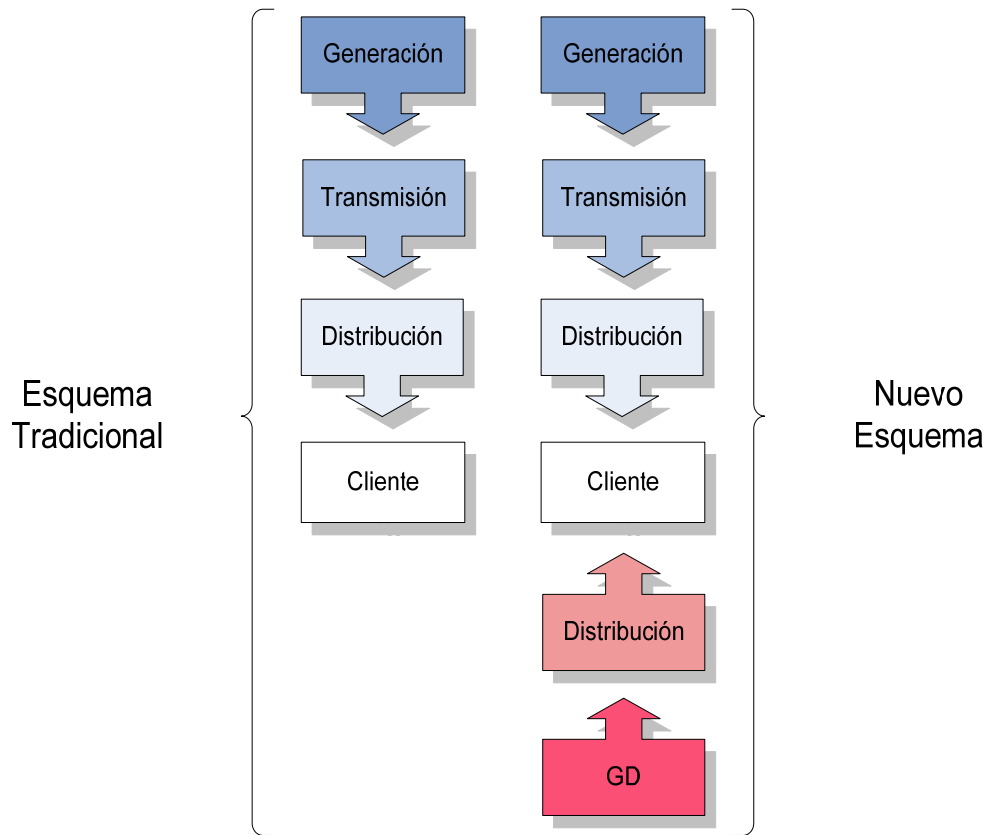 Esquema
Tradicional
Generación
Transmisión
Distribución
Cliente
Generación
Transmisión
Distribución
Cliente
Distribución
GD
Nuevo
Esquema